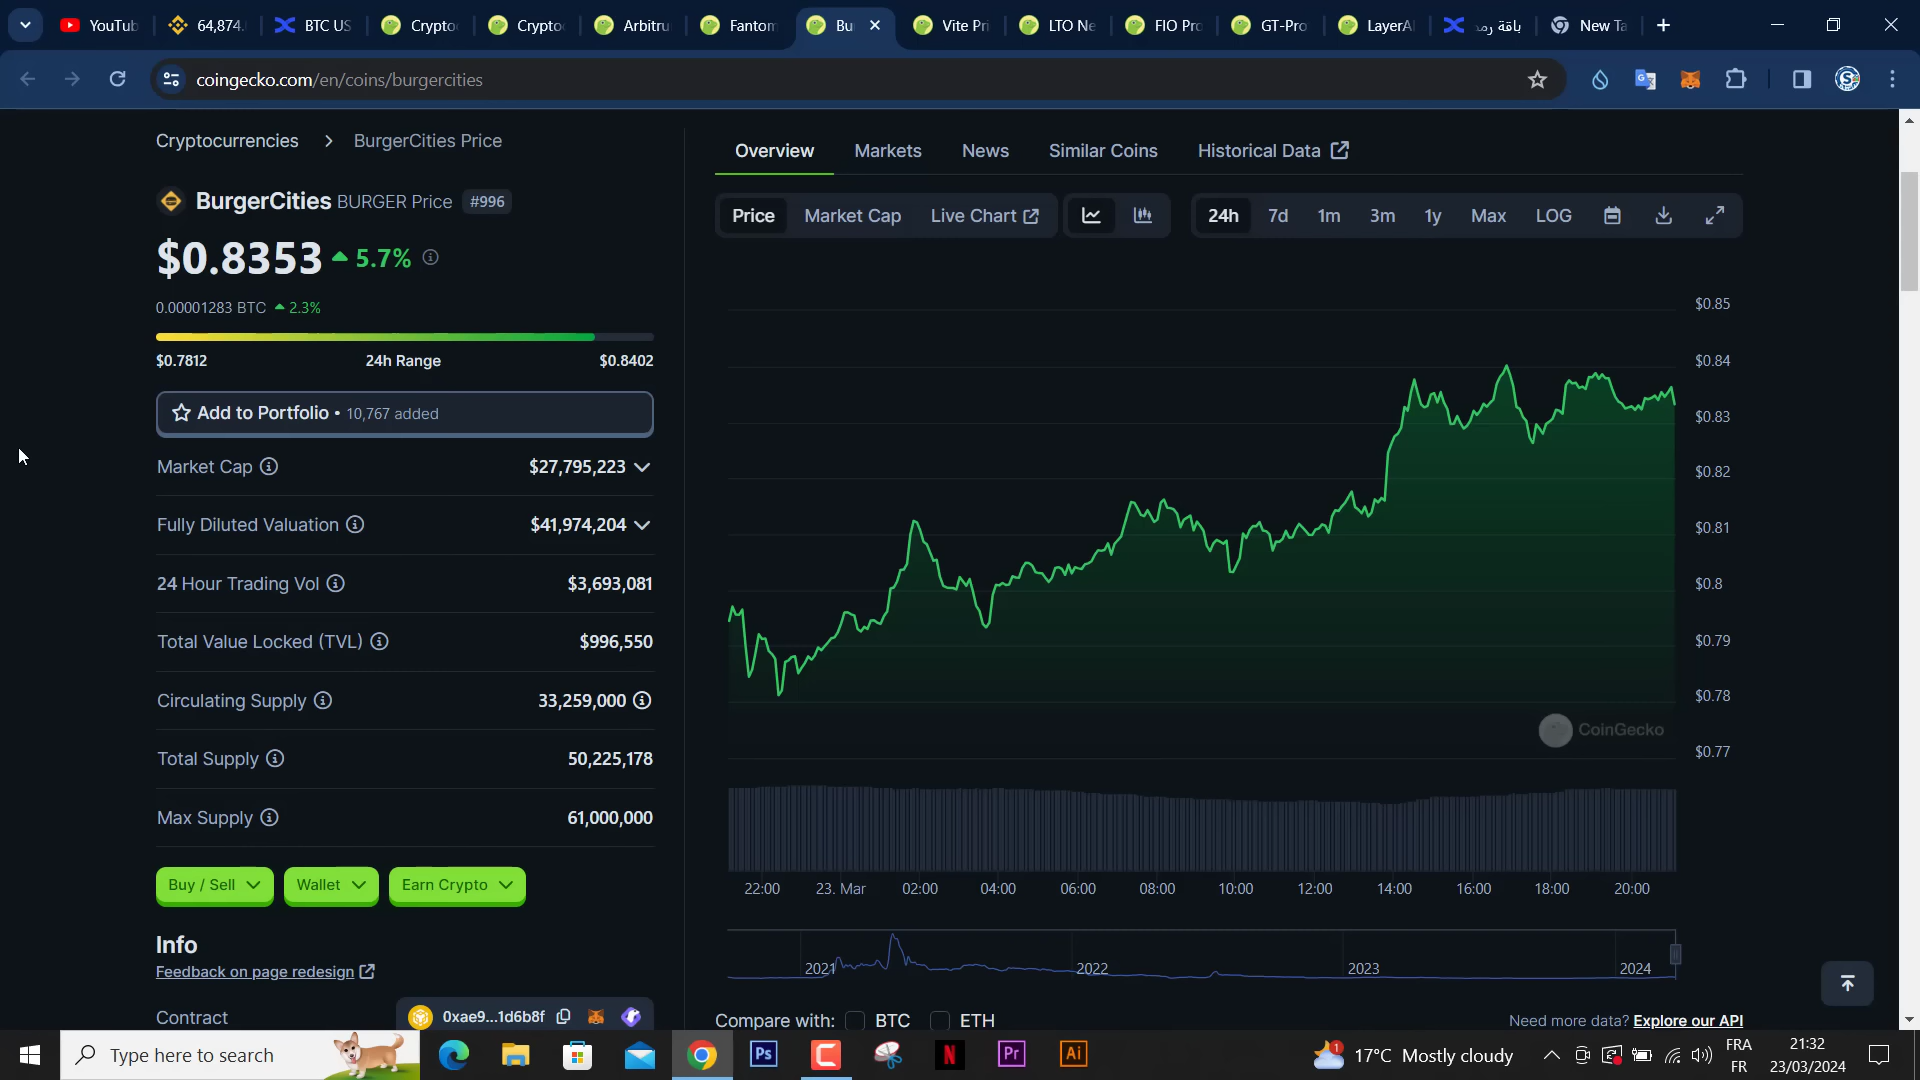 YouTub
64,874.
BTC US
Crypto
Crypto
Arbitru
Fantom
Bu
Vite Pri
LTO Ne
FIO Pro
GT-Pro
LayerAI
باقة رمض
New Ta
coingecko.com/en/coins/burgercities
Cryptocurrencies > BurgerCities Price
BurgerCities BURGER Price #996
$0.8353 5.7%
0.00001283 BTC 2.3%
$0.7812 24h Range $0.8402
Add to Portfolio • 10,767 added
Market Cap $27,795,223
Fully Diluted Valuation $41,974,204
24 Hour Trading Vol $3,693,081
Total Value Locked (TVL) $996,550
Circulating Supply 33,259,000
Total Supply 50,225,178
Max Supply 61,000,000
Buy / Sell Wallet Earn Crypto
Info
Feedback on page redesign
Contract 0xae9...1d6b8f
Overview Markets News Similar Coins Historical Data
Price Market Cap Live Chart 24h 7d 1m 3m 1y Max LOG
$0.85
$0.84
$0.83
$0.82
$0.81
$0.8
$0.79
$0.78
CoinGecko
$0.77
22:00 23. Mar 02:00 04:00 06:00 08:00 10:00 12:00 14:00 16:00 18:00 20:00
2021 2022 2023 2024
Compare with: BTC ETH
Need more data? Explore our API
Type here to search
Ps
N
Pr
Ai
1
17°C Mostly cloudy
FRA
FR
21:32
23/03/2024